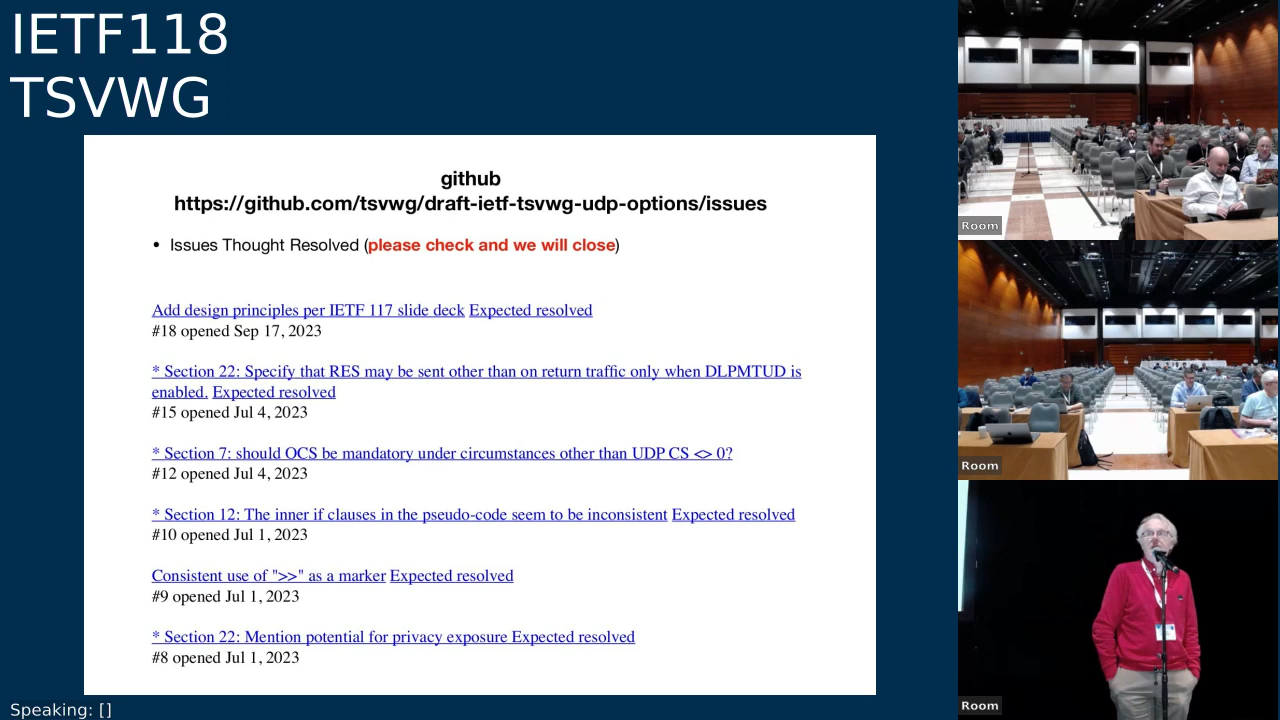 IETF118
TSVWG
github
https://github.com/tsvwg/draft-ietf-tsvwg-udp-options/issues
• Issues Thought Resolved (please check and we will close)
Add design principles per IETF 117 slide deck Expected resolved
#18 opened Sep 17, 2023
* Section 22: Specify that RES may be sent other than on return traffic only when DLPMTUD is
enabled. Expected resolved
#15 opened Jul 4, 2023
* Section 7: should OCS be mandatory under circumstances other than UDP CS <> 0?
#12 opened Jul 4, 2023
* Section 12: The inner if clauses in the pseudo-code seem to be inconsistent Expected resolved
#10 opened Jul 1, 2023
Consistent use of ">>" as a marker Expected resolved
#9 opened Jul 1, 2023
* Section 22: Mention potential for privacy exposure Expected resolved
#8 opened Jul 1, 2023
Speaking: []
Room
Room
Room